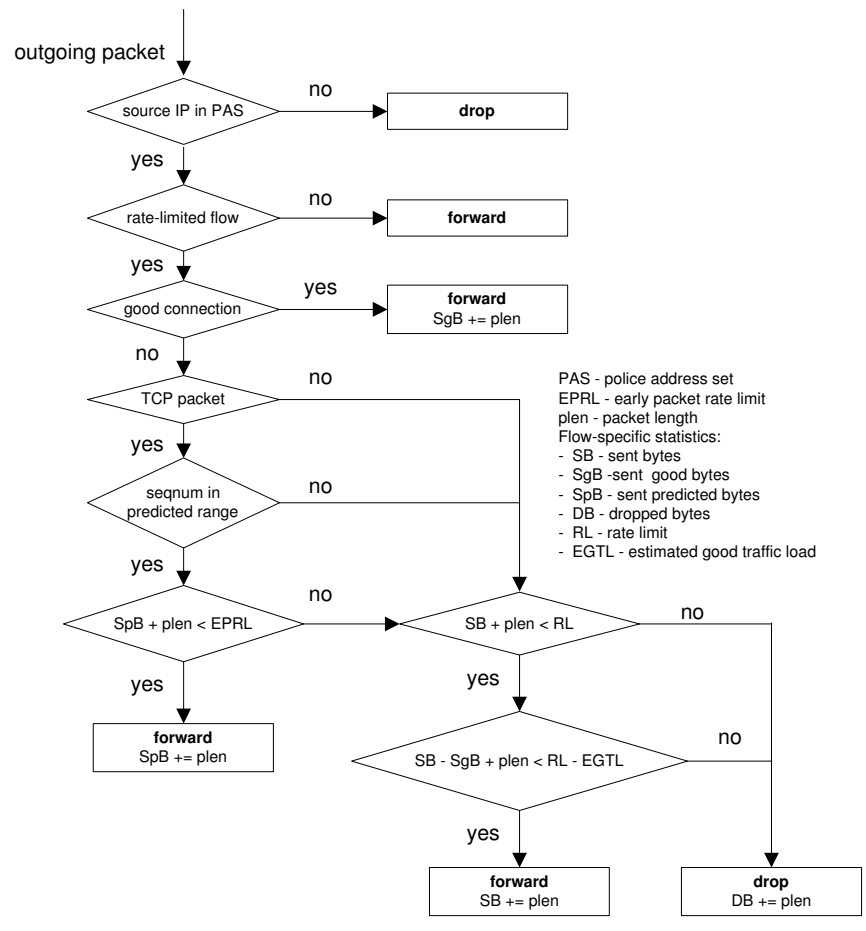 outgoing packet
source IP in PAS
no
drop
yes
rate-limited flow
no
forward
yes
good connection
yes
forward
SgB += plen
no
TCP packet
no
PAS - police address set
EPRL - early packet rate limit
plen - packet length
Flow-specific statistics:
- SB - sent bytes
- SgB -sent good bytes
- SpB - sent predicted bytes
- DB - dropped bytes
- RL - rate limit
- EGTL - estimated good traffic load
yes
seqnum in
predicted range
no
yes
SpB + plen < EPRL
no
SB + plen < RL
no
yes
forward
SpB += plen
yes
SB - SgB + plen < RL - EGTL
no
yes
forward
SB += plen
drop
DB += plen